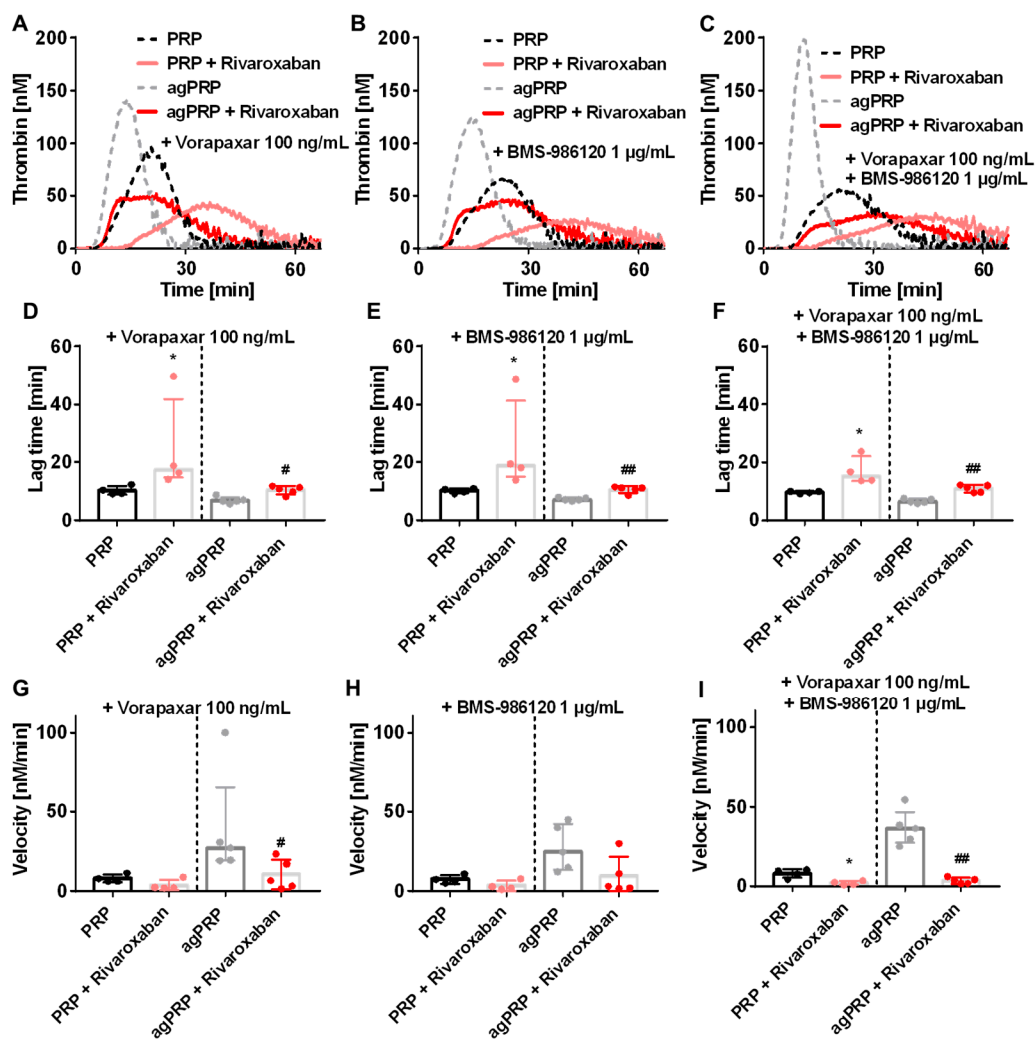 A
200
150
100
50
0
Thrombin [nM]
PRP
PRP + Rivaroxaban
agPRP
agPRP + Rivaroxaban
+ Vorapaxar 100 ng/mL
0
30
60
Time [min]
B
200
150
100
50
0
Thrombin [nM]
PRP
PRP + Rivaroxaban
agPRP
agPRP + Rivaroxaban
+ BMS-986120 1 µg/mL
0
30
60
Time [min]
C
200
150
100
50
0
Thrombin [nM]
PRP
PRP + Rivaroxaban
agPRP
agPRP + Rivaroxaban
+ Vorapaxar 100 ng/mL
+ BMS-986120 1 µg/mL
0
30
60
Time [min]
D
+ Vorapaxar 100 ng/mL
60
40
20
0
Lag time [min]
*
#
PRP
PRP + Rivaroxaban
agPRP
agPRP + Rivaroxaban
E
+ BMS-986120 1 µg/mL
60
40
20
0
Lag time [min]
*
##
PRP
PRP + Rivaroxaban
agPRP
agPRP + Rivaroxaban
F
+ Vorapaxar 100 ng/mL
+ BMS-986120 1 µg/mL
60
40
20
0
Lag time [min]
*
##
PRP
PRP + Rivaroxaban
agPRP
agPRP + Rivaroxaban
G
+ Vorapaxar 100 ng/mL
100
50
0
Velocity [nM/min]
#
PRP
PRP + Rivaroxaban
agPRP
agPRP + Rivaroxaban
H
+ BMS-986120 1 µg/mL
100
50
0
Velocity [nM/min]
PRP
PRP + Rivaroxaban
agPRP
agPRP + Rivaroxaban
I
+ Vorapaxar 100 ng/mL
+ BMS-986120 1 µg/mL
100
50
0
Velocity [nM/min]
*
##
PRP
PRP + Rivaroxaban
agPRP
agPRP + Rivaroxaban